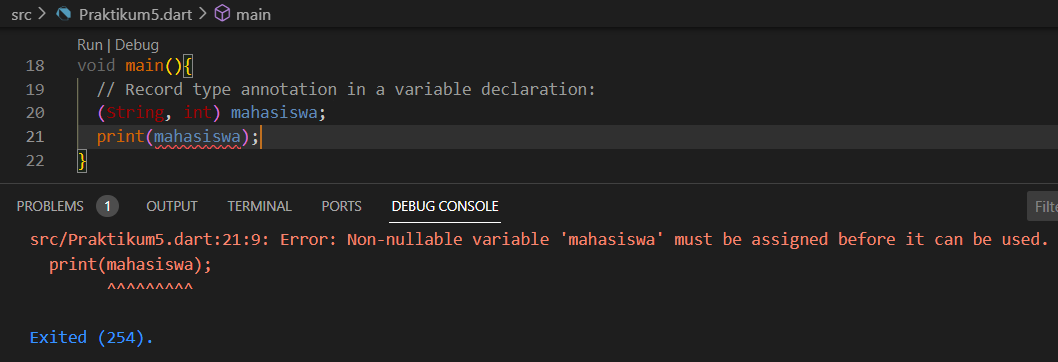 src > Praktikum5.dart > main
Run | Debug
18 void main(){
19 // Record type annotation in a variable declaration:
20 (String, int) mahasiswa;
21 print(mahasiswa);
22 }
PROBLEMS 1 OUTPUT TERMINAL PORTS DEBUG CONSOLE Filte
src/Praktikum5.dart:21:9: Error: Non-nullable variable 'mahasiswa' must be assigned before it can be used.
print(mahasiswa);
^^^^^^^^^
Exited (254).